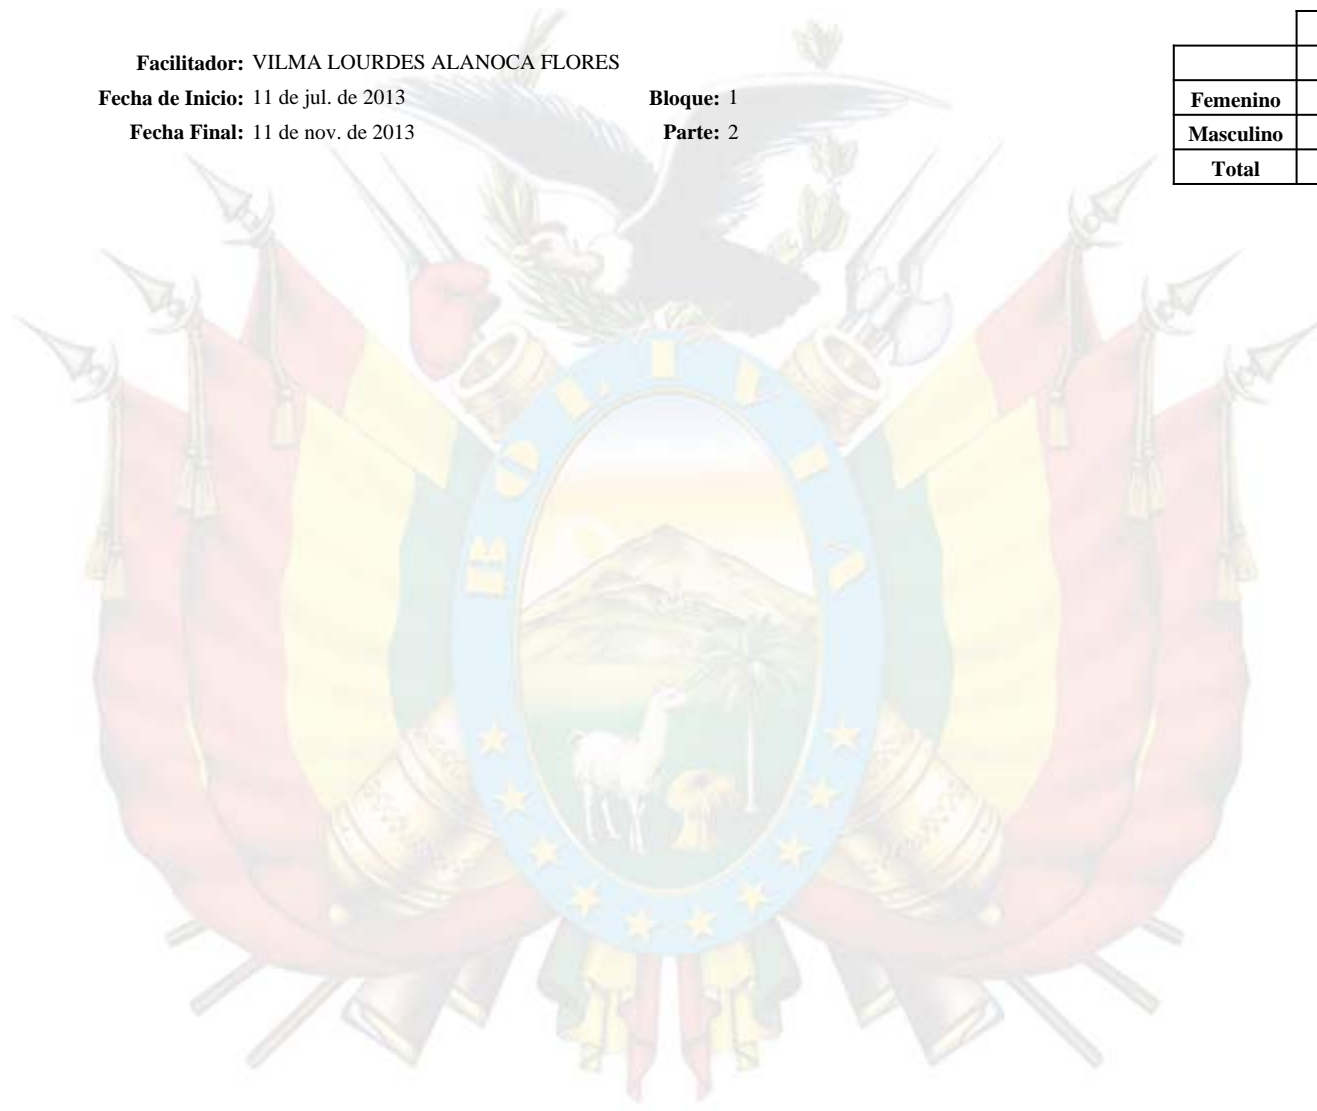 Facilitador: VILMA LOURDES ALANOCA FLORES
Fecha de Inicio: 11 de jul. de 2013 Bloque: 1
Fecha Final: 11 de nov. de 2013 Parte: 2
Femenino
Masculino
Total
BOLIVIA